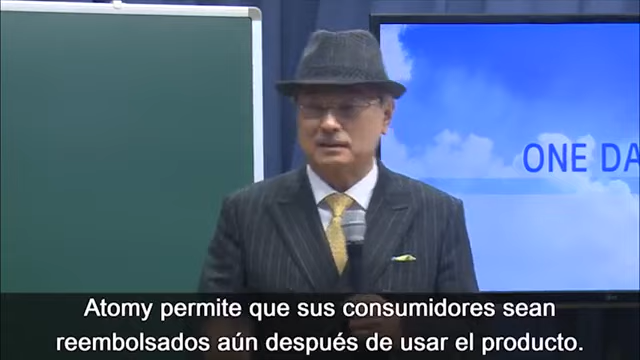 ONE DA
Atomy permite que sus consumidores sean
reembolsados aún después de usar el producto.